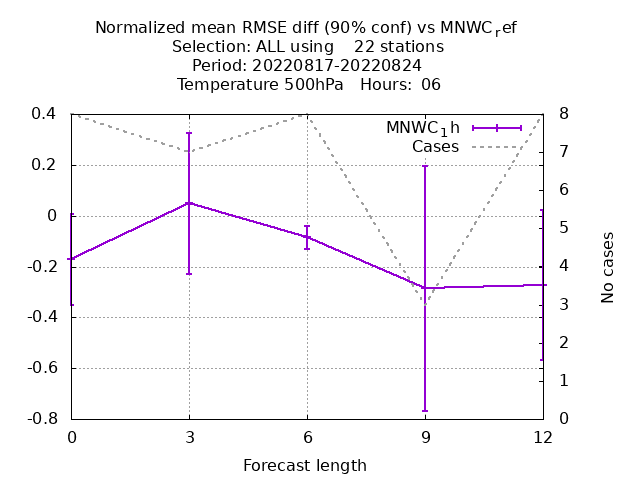 Normalized mean RMSE diff (90% conf) vs MNWCref
Selection: ALL using    22 stations
Period: 20220817-20220824
Temperature 500hPa   Hours:  06
0.4
0.2
0
-0.2
-0.4
-0.6
-0.8
MNWC1h
Cases
8
7
6
5
4
3
2
1
0
No cases
0 3 6 9 12
Forecast length